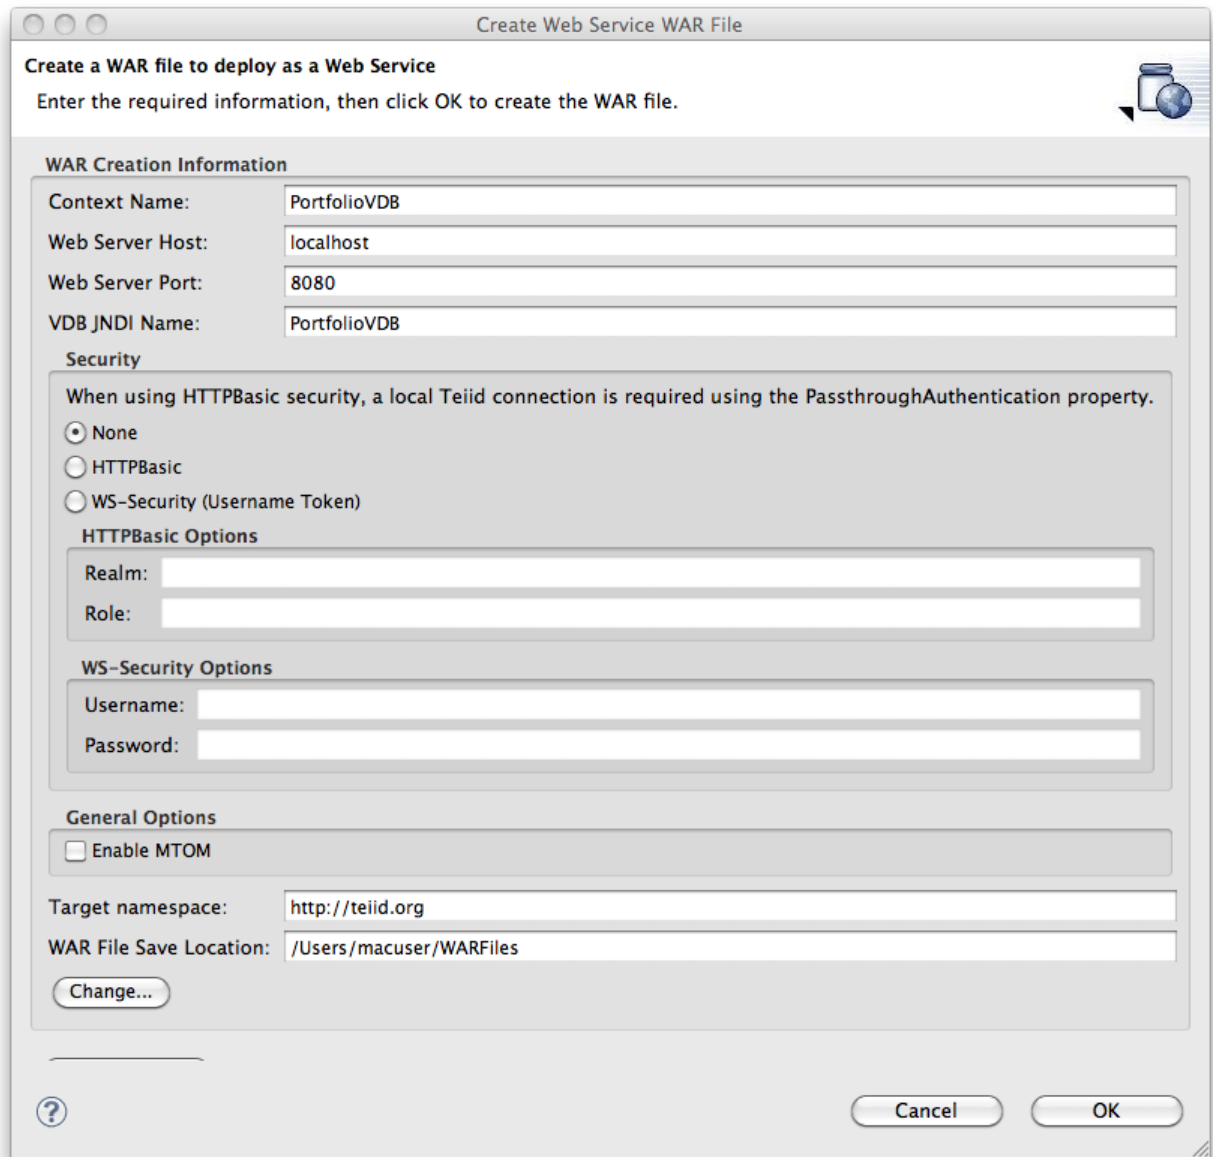 Create Web Service WAR File
Create a WAR file to deploy as a Web Service
Enter the required information, then click OK to create the WAR file.
WAR Creation Information
Context Name: PortfolioVDB
Web Server Host: localhost
Web Server Port: 8080
VDB JNDI Name: PortfolioVDB
Security
When using HTTPBasic security, a local Teiid connection is required using the PassthroughAuthentication property.
None
HTTPBasic
WS-Security (Username Token)
HTTPBasic Options
Realm:
Role:
WS-Security Options
Username:
Password:
General Options
Enable MTOM
Target namespace: http://teiid.org
WAR File Save Location: /Users/macuser/WARFiles
Change...
? Cancel OK